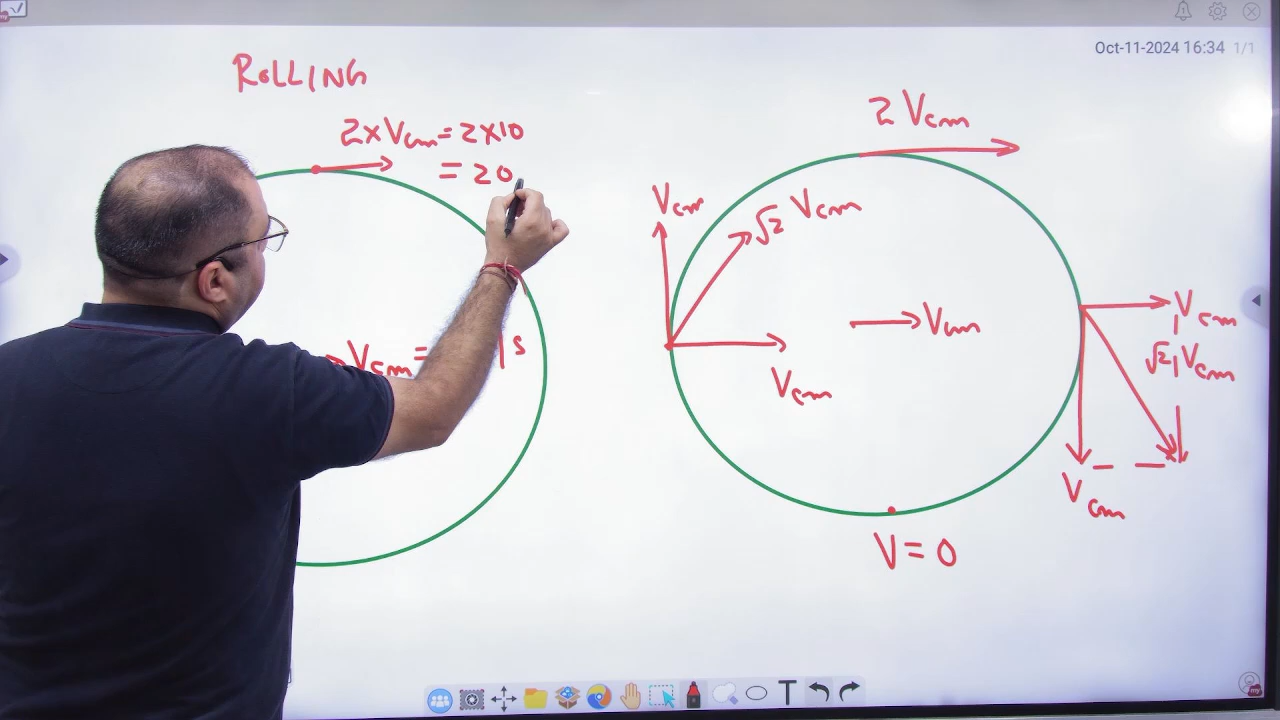 Oct-11-2024 16:34 1/1
ROLLING
2×Vcm = 2×10
= 20
Vcm =
/s
2 Vcm
Vcm
√2 Vcm
Vcm
Vcm
Vcm
√2 Vcm
Vcm
V = 0
T